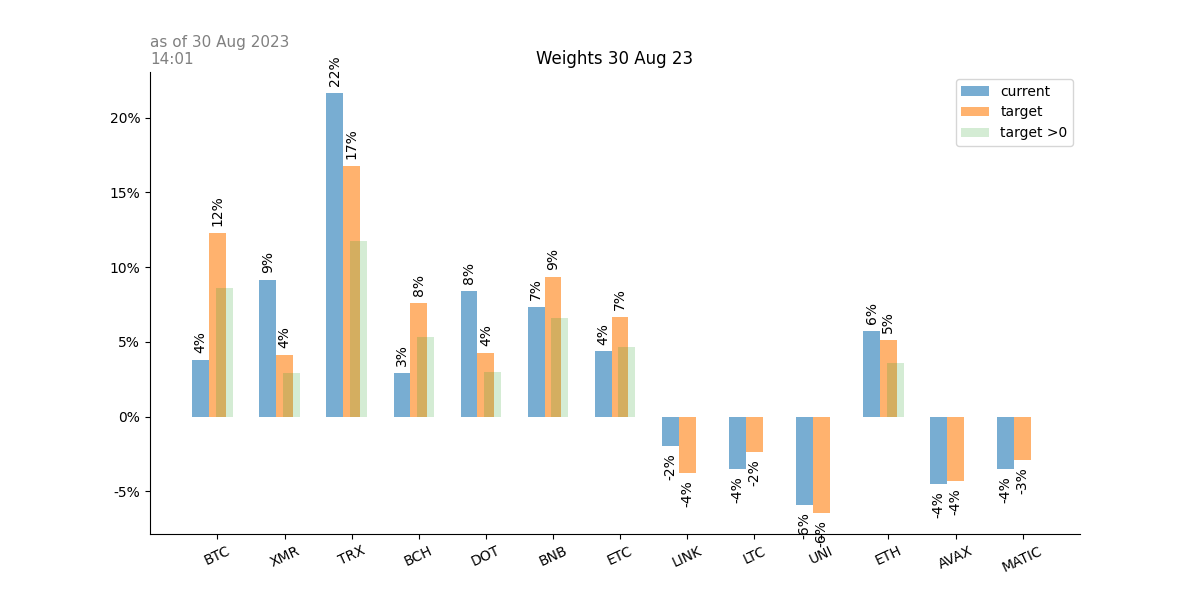 as of 30 Aug 2023
14:01
Weights 30 Aug 23
current
target
target >0
20%
15%
10%
5%
0%
-5%
4%
12%
9%
4%
22%
17%
3%
8%
8%
4%
7%
9%
4%
7%
-2%
-4%
-4%
-2%
-6%
-6%
6%
5%
-4%
-4%
-4%
-3%
BTC
XMR
TRX
BCH
DOT
BNB
ETC
LINK
LTC
UNI
ETH
AVAX
MATIC